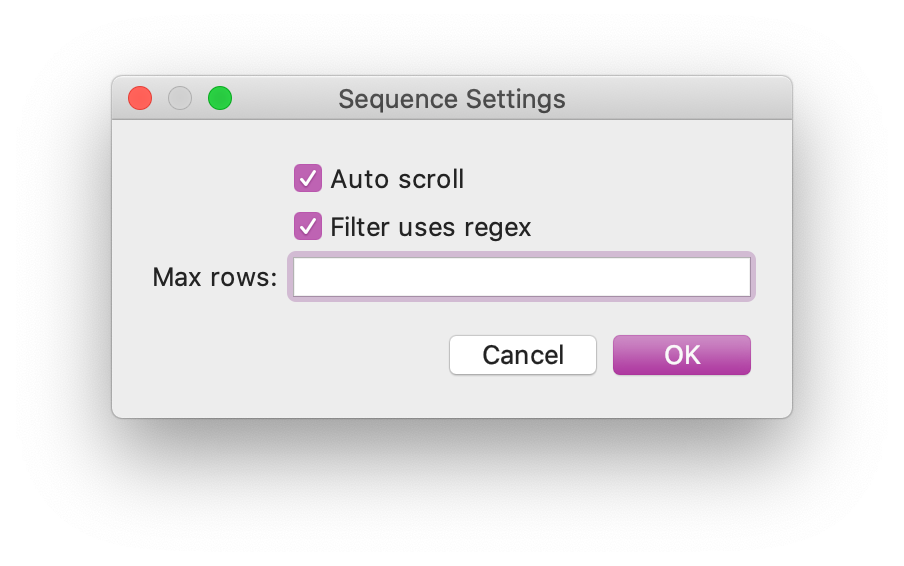 Sequence Settings
Auto scroll
Filter uses regex
Max rows:
Cancel OK